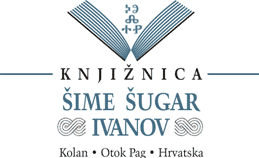 KNJIŽNICA
ŠIME ŠUGAR
IVANOV
Kolan • Otok Pag • Hrvatska